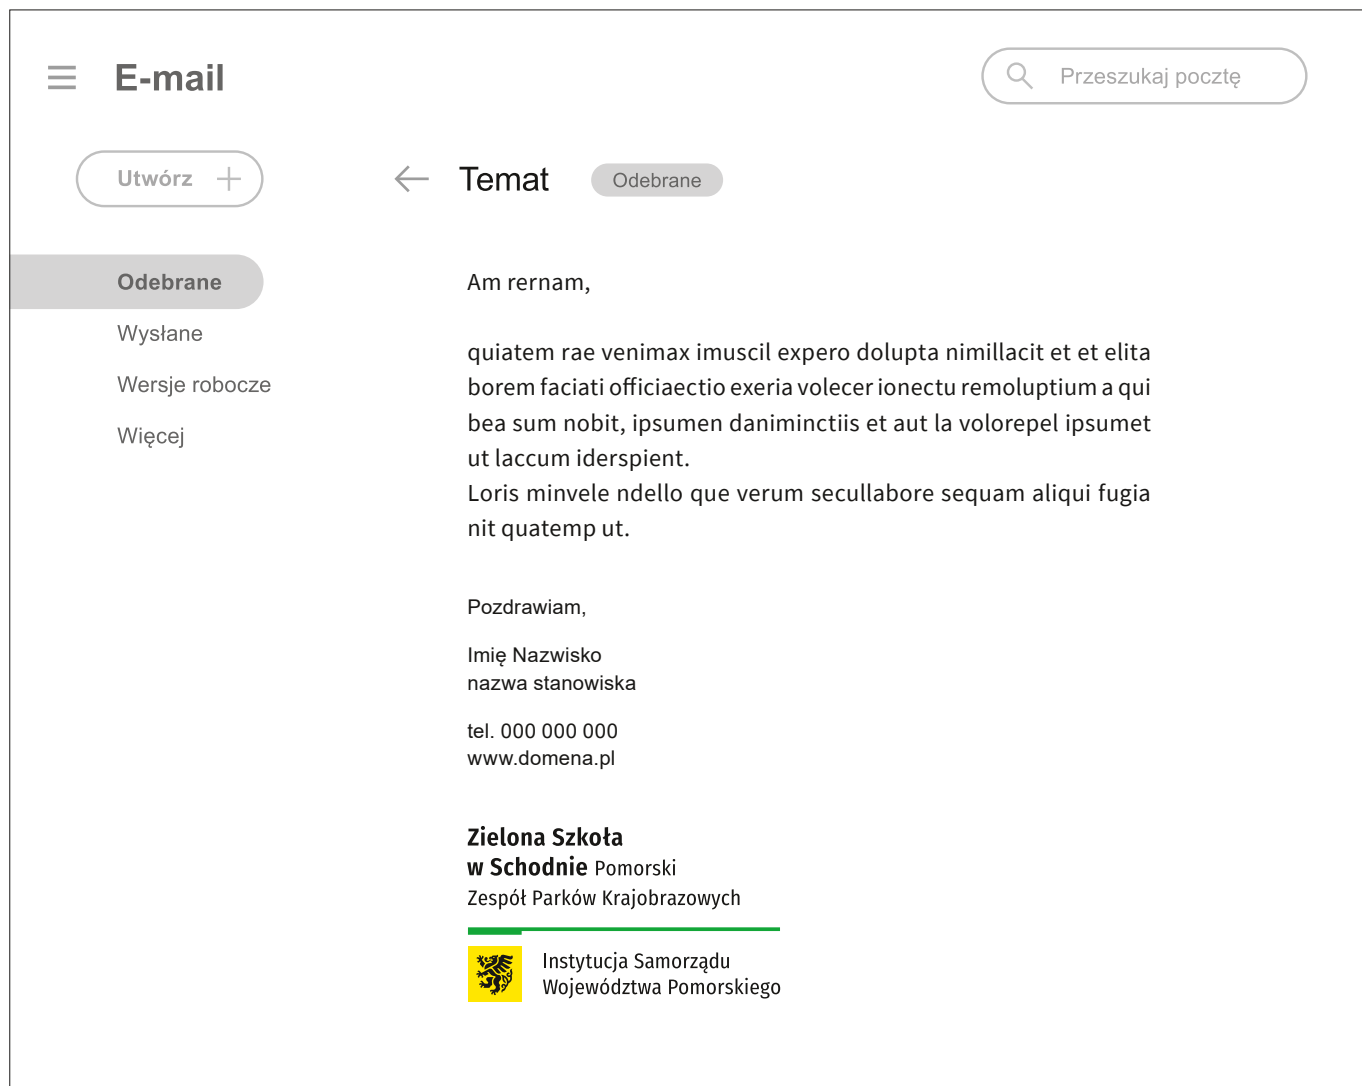 E-mail
Przeszukaj pocztę
Utwórz
Temat
Odebrane
Odebrane
Wysłane
Wersje robocze
Więcej
Am rernam,
quiatem rae venimax imuscil expero dolupta nimillacit et et elita
borem faciati officiaectio exeria volecer ionectu remoluptium a qui
bea sum nobit, ipsumen daniminctiis et aut la volorepel ipsumet
ut laccum iderspient.
Loris minvele ndello que verum secullabore sequam aliqui fugia
nit quatemp ut.
Pozdrawiam,
Imię Nazwisko
nazwa stanowiska
tel. 000 000 000
www.domena.pl
Zielona Szkoła
w Schodnie Pomorski
Zespół Parków Krajobrazowych
Instytucja Samorządu
Województwa Pomorskiego